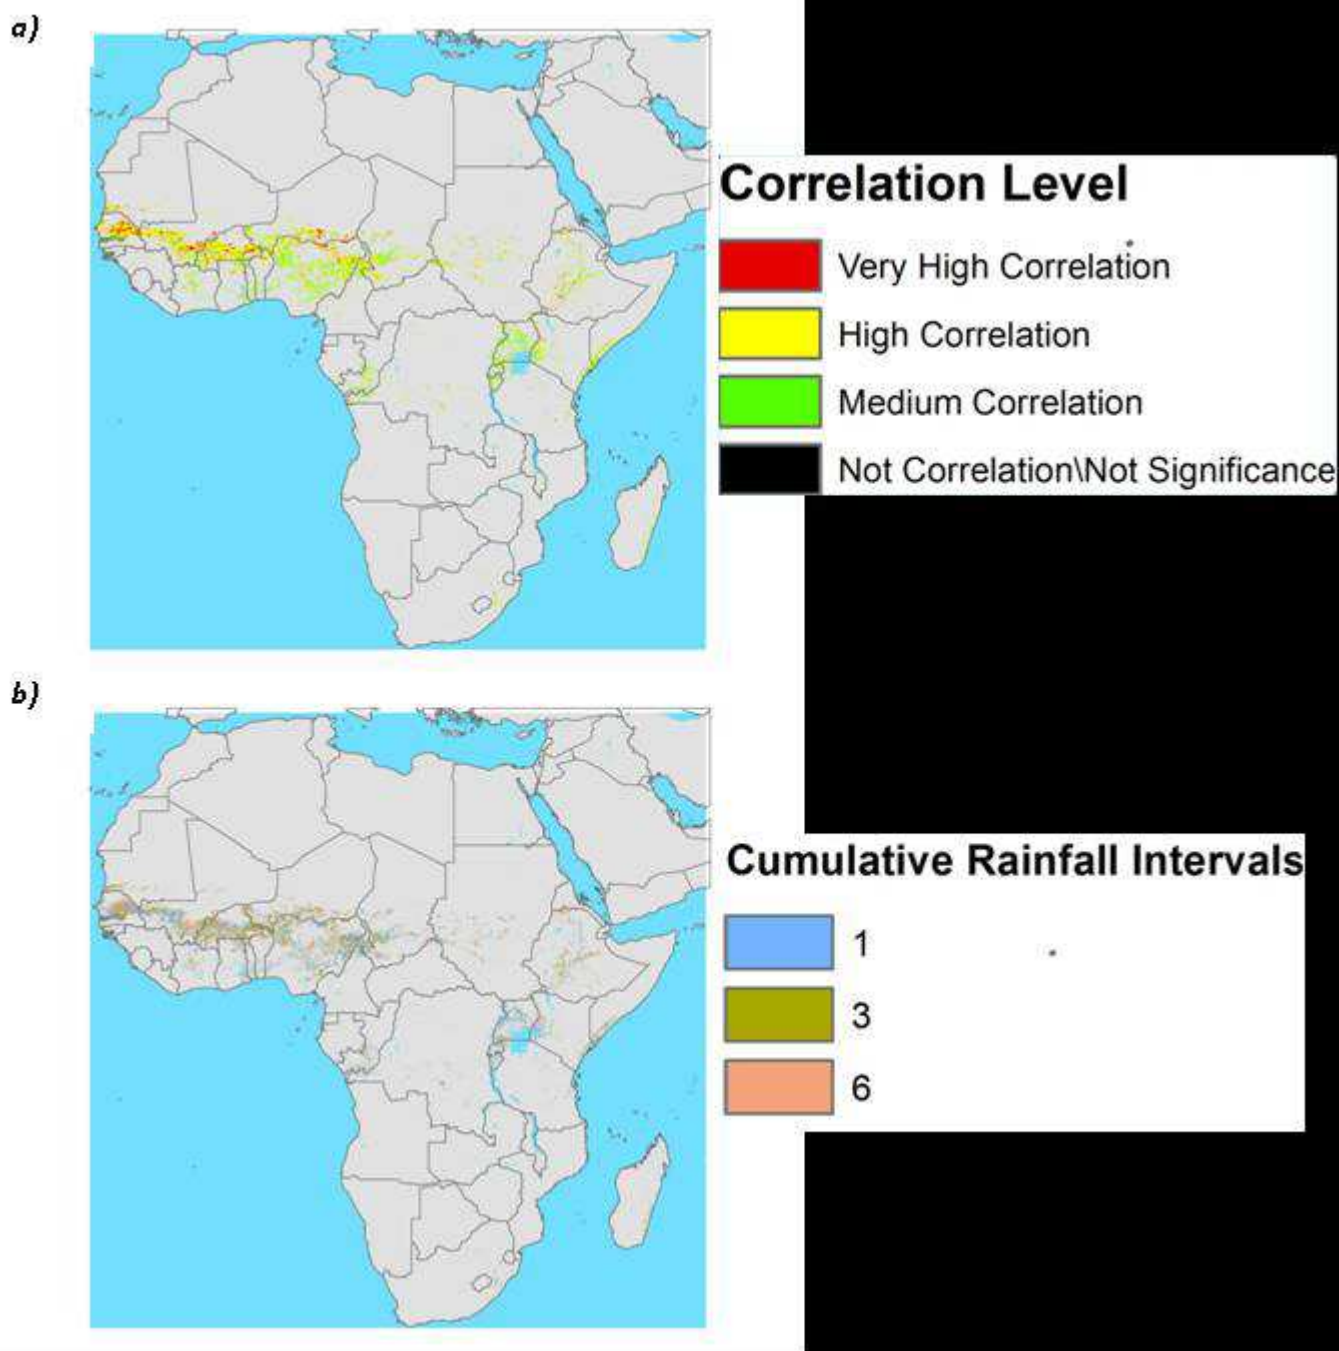 a)
Correlation Level
Very High Correlation
High Correlation
Medium Correlation
Not Correlation\Not Significance
b)
Cumulative Rainfall Intervals
1
3
6